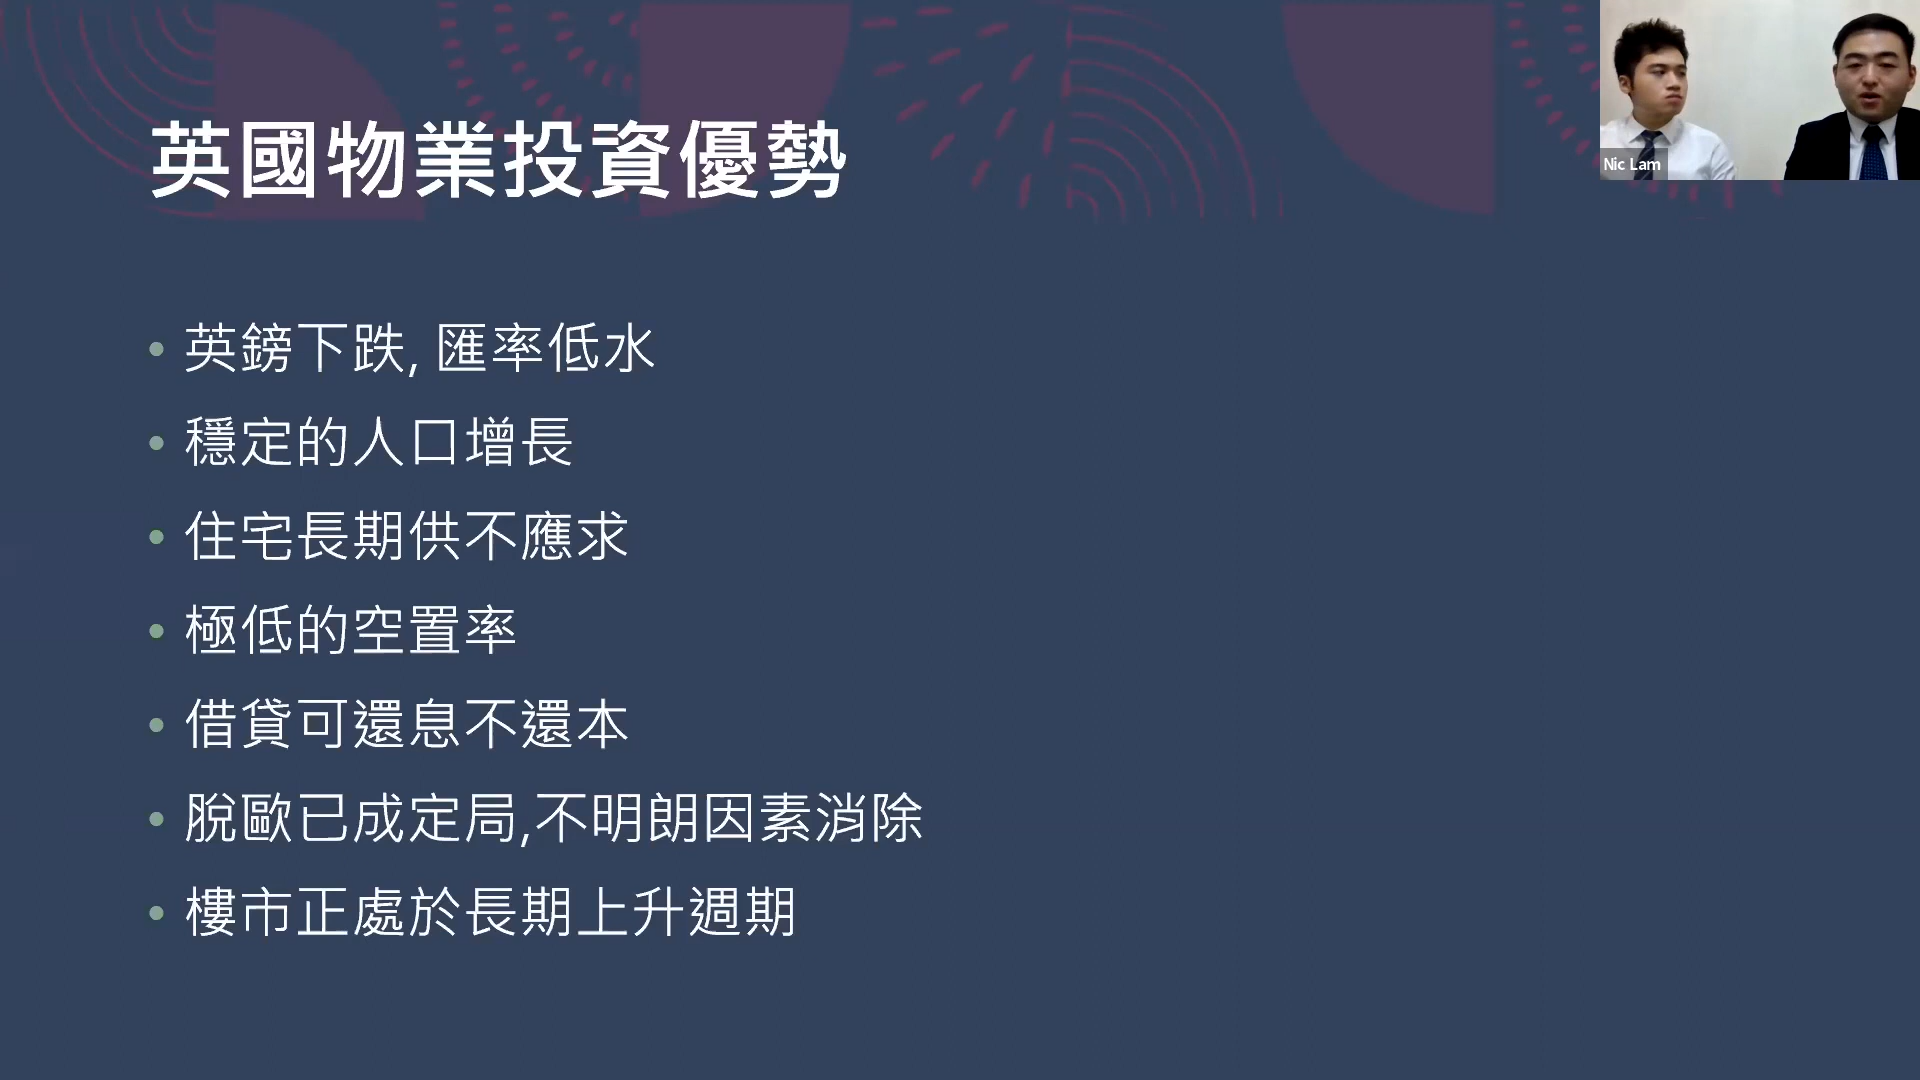 英國物業投資優勢
Nic Lam
• 英鎊下跌, 匯率低水
• 穩定的人口增長
• 住宅長期供不應求
• 極低的空置率
• 借貸可還息不還本
• 脫歐已成定局,不明朗因素消除
• 樓市正處於長期上升週期